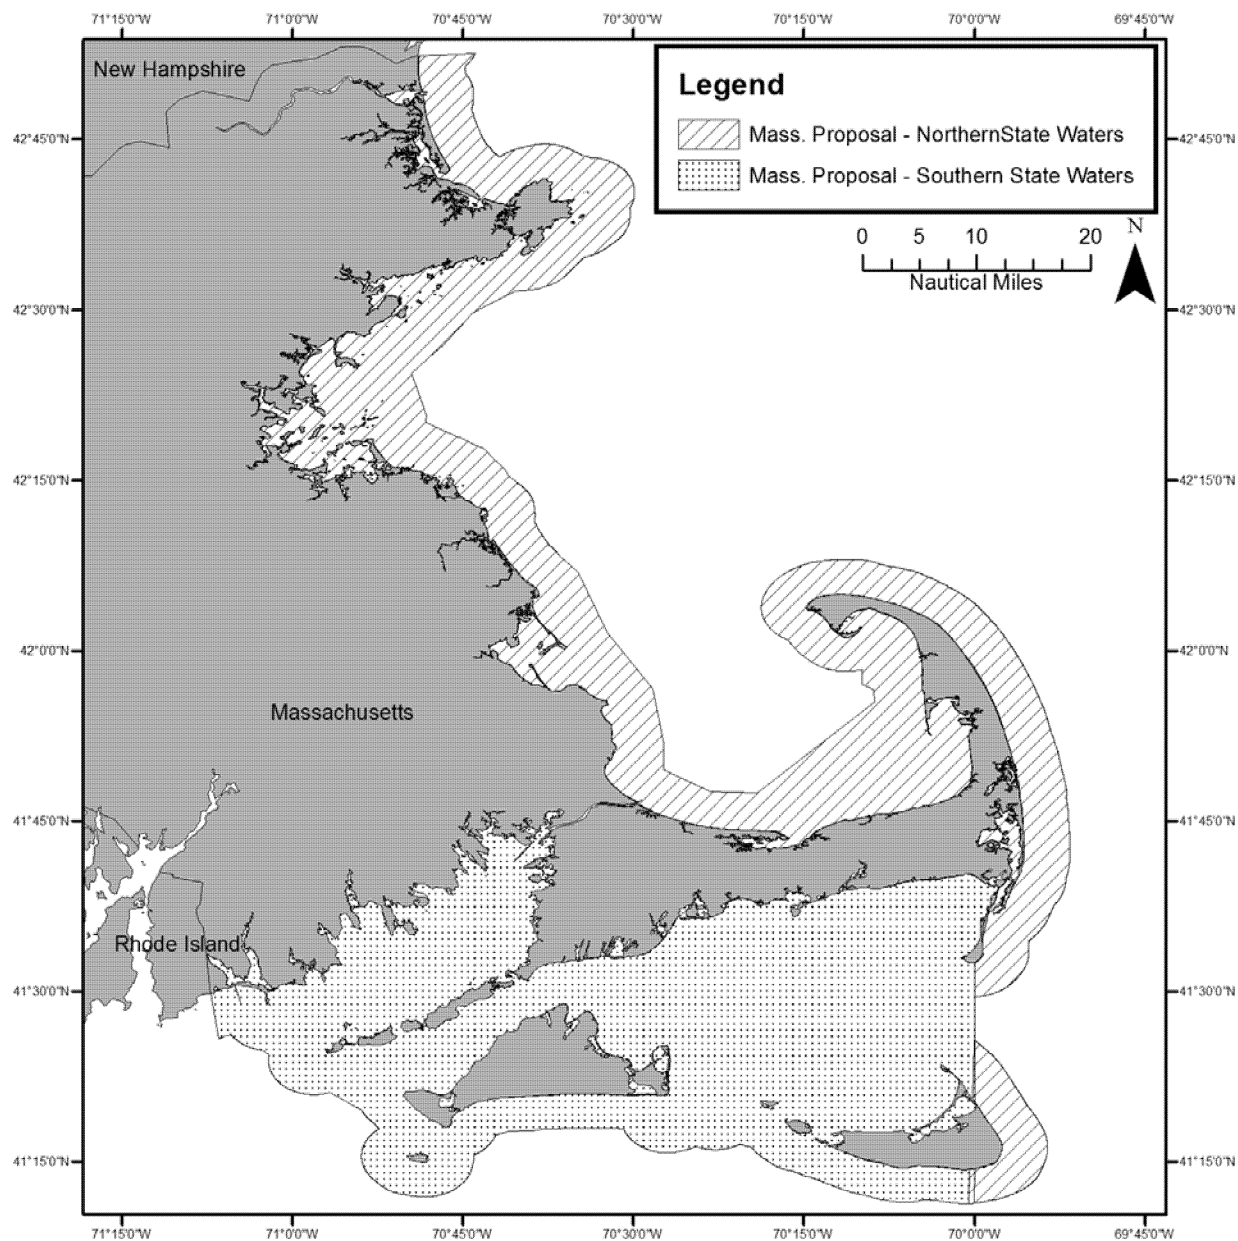 71°15'0"W 71°0'0"W 70°45'0"W 70°30'0"W 70°15'0"W 70°0'0"W 69°45'0"W
New Hampshire
Legend
Mass. Proposal - NorthernState Waters
Mass. Proposal - Southern State Waters
42°45'0"N 42°45'0"N
N
0 5 10 20
Nautical Miles
42°30'0"N 42°30'0"N
42°15'0"N 42°15'0"N
42°0'0"N 42°0'0"N
Massachusetts
41°45'0"N 41°45'0"N
Rhode Island
41°30'0"N 41°30'0"N
41°15'0"N 41°15'0"N
71°15'0"W 71°0'0"W 70°45'0"W 70°30'0"W 70°15'0"W 70°0'0"W 69°45'0"W